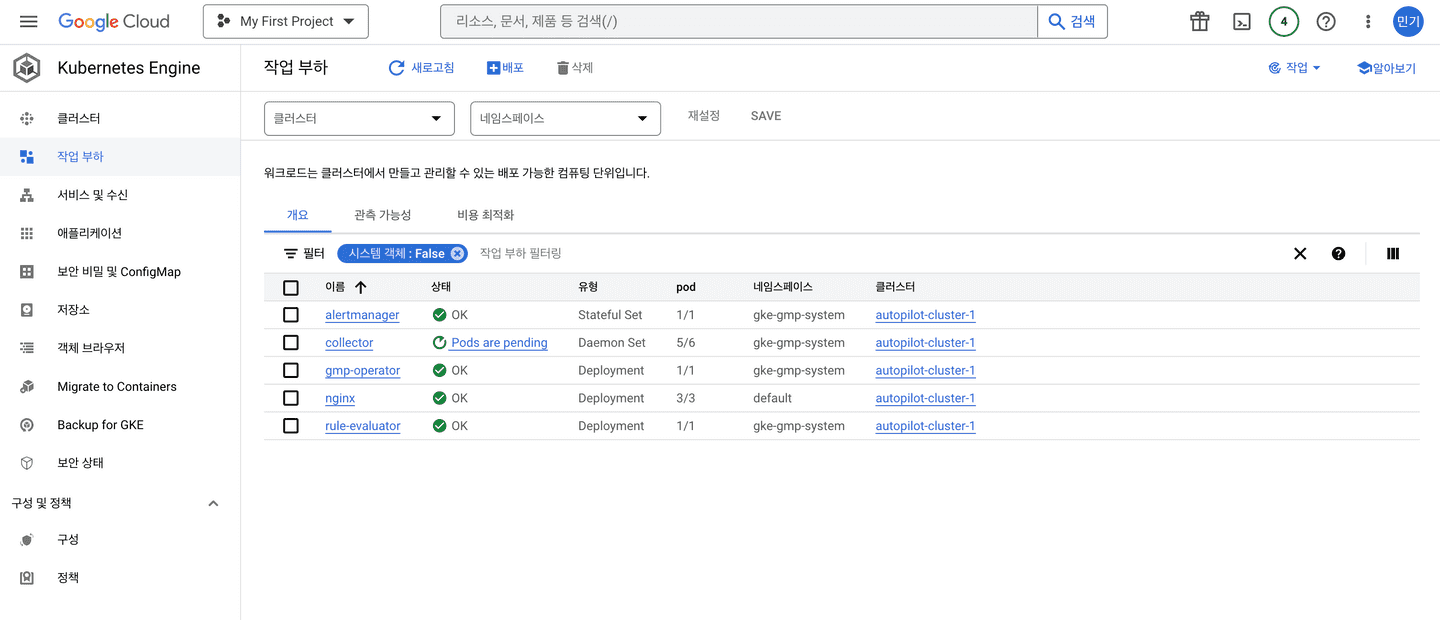 Google Cloud My First Project 리소스, 문서, 제품 등 검색(/) 검색 4 민기
Kubernetes Engine
작업 부하 새로고침 배포 삭제 작업 알아보기
클러스터
작업 부하
서비스 및 수신
애플리케이션
보안 비밀 및 ConfigMap
저장소
객체 브라우저
Migrate to Containers
Backup for GKE
보안 상태
구성 및 정책
구성
정책
클러스터 네임스페이스 재설정 SAVE
워크로드는 클러스터에서 만들고 관리할 수 있는 배포 가능한 컴퓨팅 단위입니다.
개요 관측 가능성 비용 최적화
필터 시스템 객체 : False 작업 부하 필터링
이름 상태 유형 pod 네임스페이스 클러스터
alertmanager OK Stateful Set 1/1 gke-gmp-system autopilot-cluster-1
collector Pods are pending Daemon Set 5/6 gke-gmp-system autopilot-cluster-1
gmp-operator OK Deployment 1/1 gke-gmp-system autopilot-cluster-1
nginx OK Deployment 3/3 default autopilot-cluster-1
rule-evaluator OK Deployment 1/1 gke-gmp-system autopilot-cluster-1